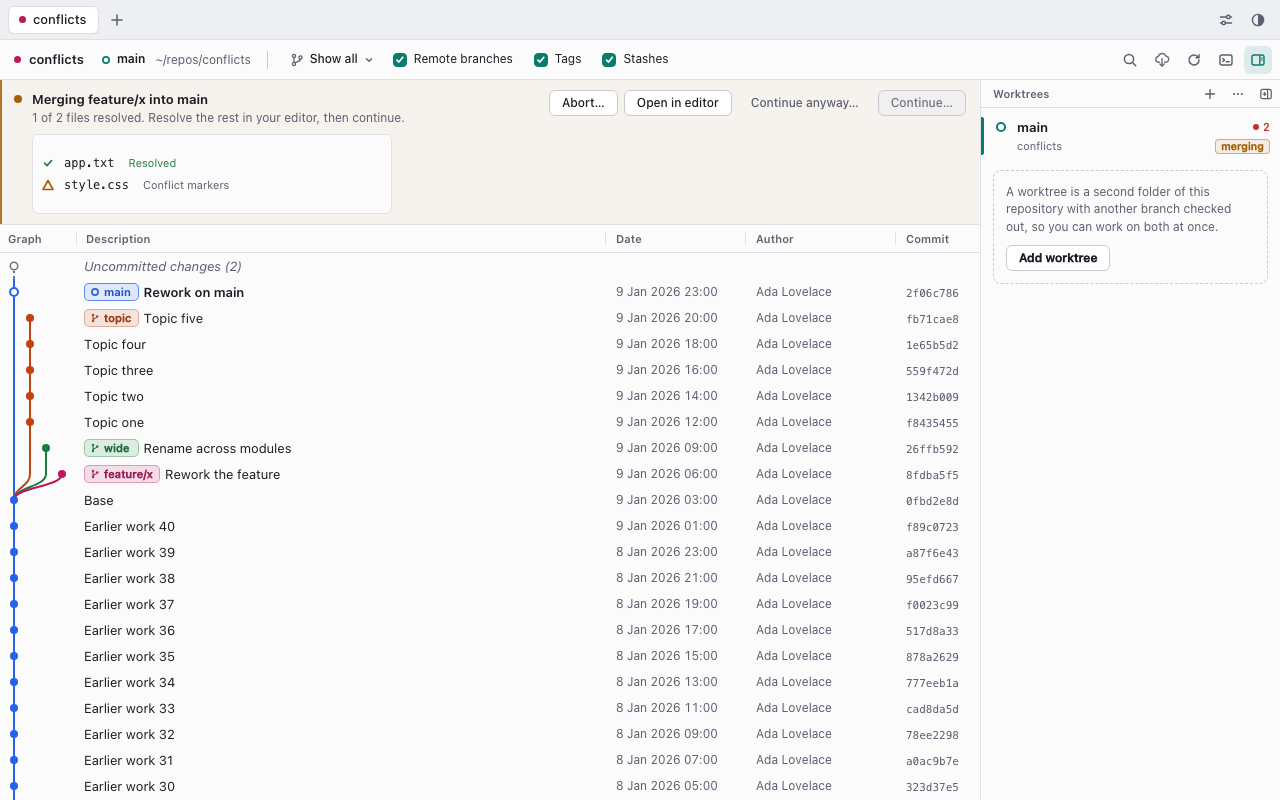 conflicts
conflicts main ~/repos/conflicts Show all Remote branches Tags Stashes
Merging feature/x into main
1 of 2 files resolved. Resolve the rest in your editor, then continue.
Abort... Open in editor Continue anyway... Continue...
app.txt Resolved
style.css Conflict markers
Worktrees
main 2
conflicts merging
A worktree is a second folder of this
repository with another branch checked
out, so you can work on both at once.
Add worktree
Graph Description Date Author Commit
Uncommitted changes (2)
main Rework on main 9 Jan 2026 23:00 Ada Lovelace 2f06c786
topic Topic five 9 Jan 2026 20:00 Ada Lovelace fb71cae8
Topic four 9 Jan 2026 18:00 Ada Lovelace 1e65b5d2
Topic three 9 Jan 2026 16:00 Ada Lovelace 559f472d
Topic two 9 Jan 2026 14:00 Ada Lovelace 1342b009
Topic one 9 Jan 2026 12:00 Ada Lovelace f8435455
wide Rename across modules 9 Jan 2026 09:00 Ada Lovelace 26ffb592
feature/x Rework the feature 9 Jan 2026 06:00 Ada Lovelace 8fdba5f5
Base 9 Jan 2026 03:00 Ada Lovelace 0fbd2e8d
Earlier work 40 9 Jan 2026 01:00 Ada Lovelace f89c0723
Earlier work 39 8 Jan 2026 23:00 Ada Lovelace a87f6e43
Earlier work 38 8 Jan 2026 21:00 Ada Lovelace 95efd667
Earlier work 37 8 Jan 2026 19:00 Ada Lovelace f0023c99
Earlier work 36 8 Jan 2026 17:00 Ada Lovelace 517d8a33
Earlier work 35 8 Jan 2026 15:00 Ada Lovelace 878a2629
Earlier work 34 8 Jan 2026 13:00 Ada Lovelace 777eeb1a
Earlier work 33 8 Jan 2026 11:00 Ada Lovelace cad8da5d
Earlier work 32 8 Jan 2026 09:00 Ada Lovelace 78ee2298
Earlier work 31 8 Jan 2026 07:00 Ada Lovelace a0ac9b7e
Earlier work 30 8 Jan 2026 05:00 Ada Lovelace 323d37e5